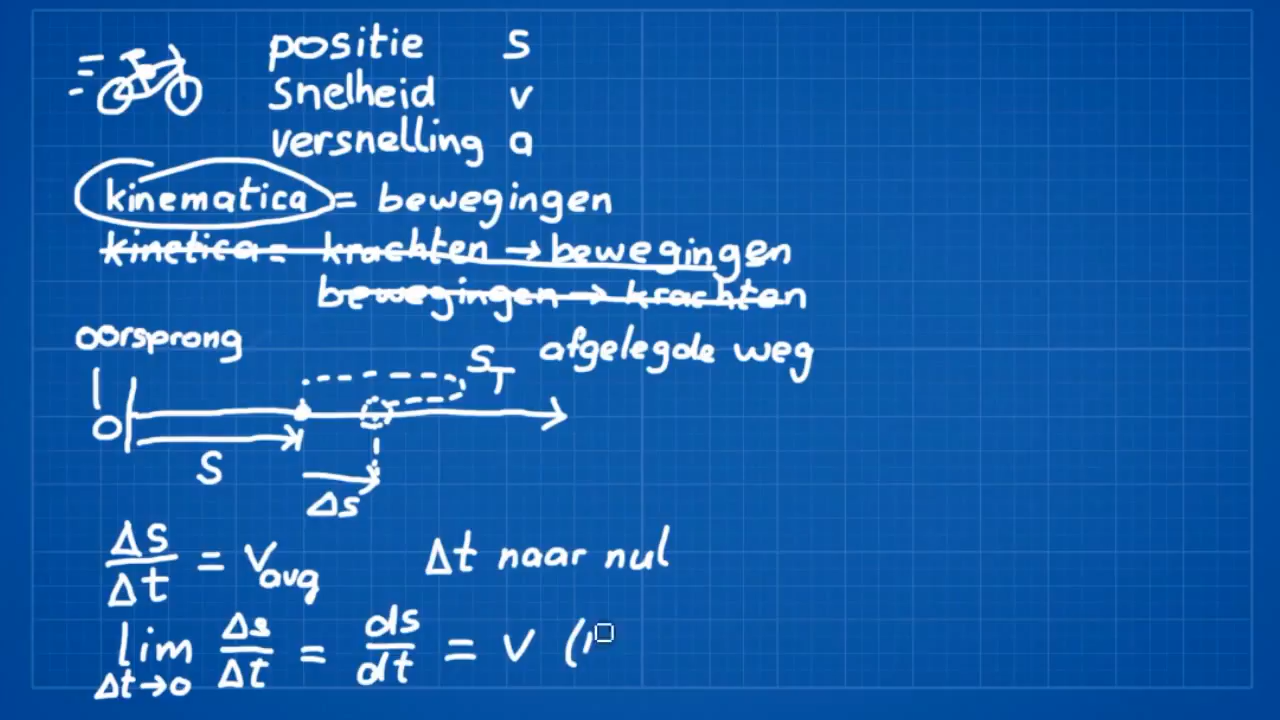 positie s
snelheid v
versnelling a
kinematica = bewegingen
kinetica = krachten → bewegingen
bewegingen → krachten
oorsprong
afgelegde weg
S_T
0
S
Δs
Δs/Δt = v_avg Δt naar nul
lim Δt→0 Δs/Δt = ds/dt = v (